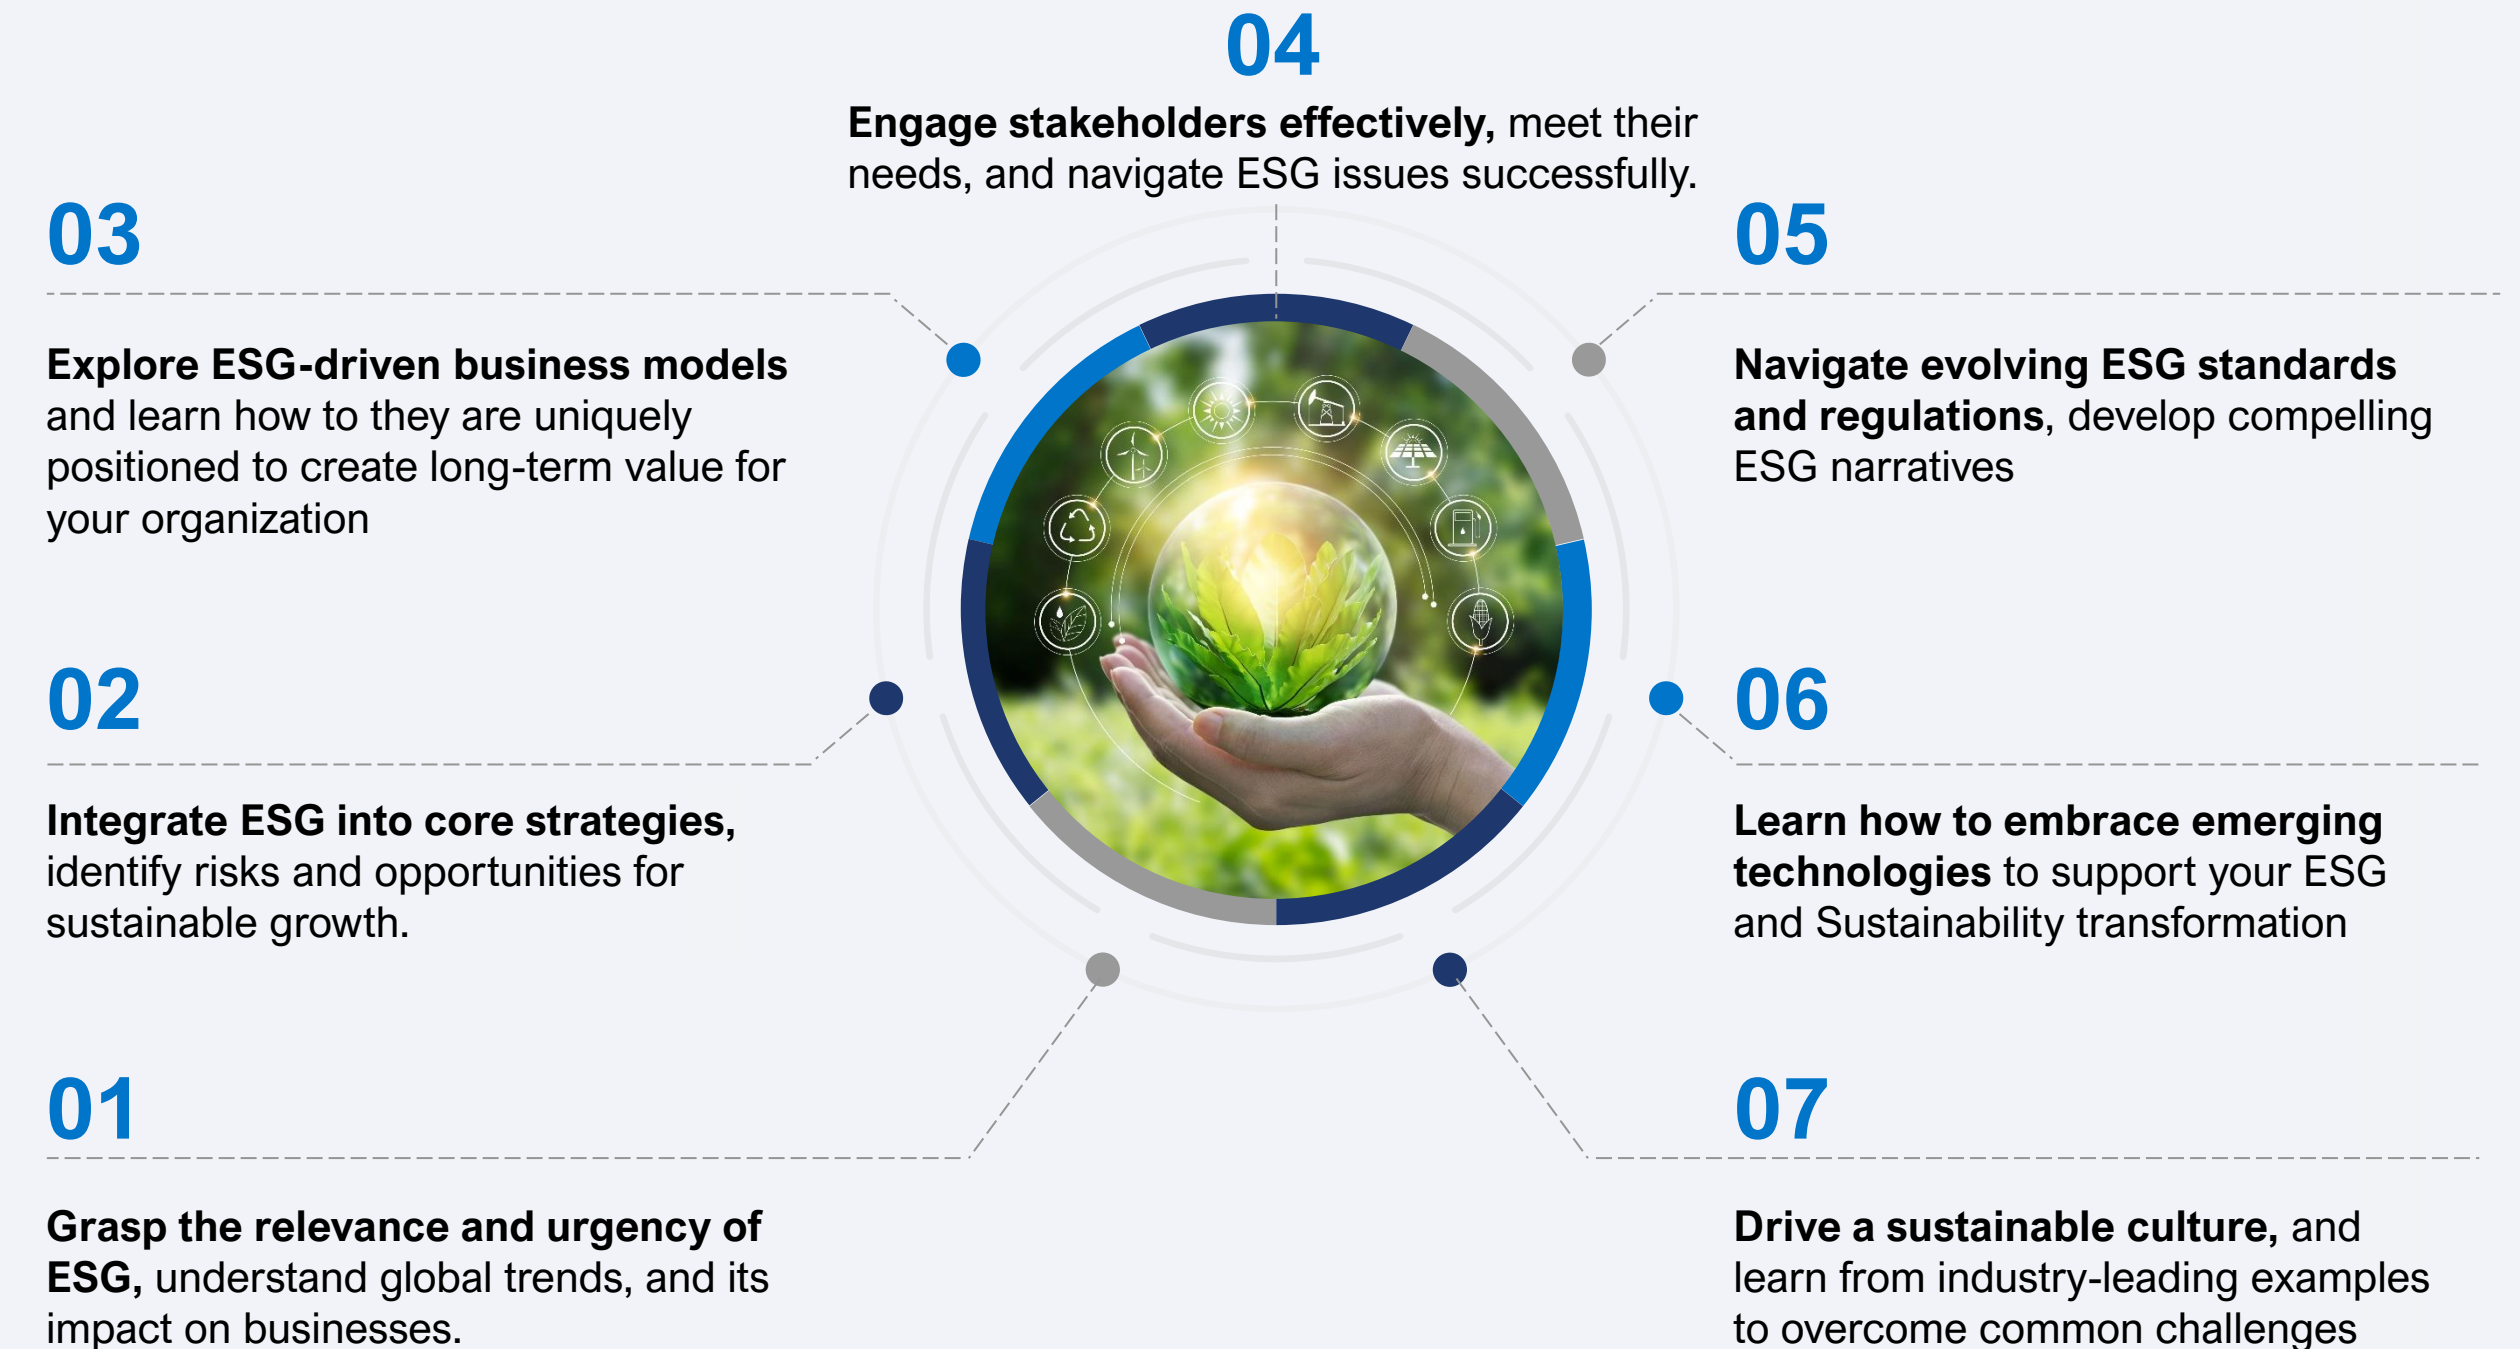 04
Engage stakeholders effectively, meet their
needs, and navigate ESG issues successfully.
03
Explore ESG-driven business models
and learn how to they are uniquely
positioned to create long-term value for
your organization
05
Navigate evolving ESG standards
and regulations, develop compelling
ESG narratives
02
Integrate ESG into core strategies,
identify risks and opportunities for
sustainable growth.
06
Learn how to embrace emerging
technologies to support your ESG
and Sustainability transformation
01
Grasp the relevance and urgency of
ESG, understand global trends, and its
impact on businesses.
07
Drive a sustainable culture, and
learn from industry-leading examples
to overcome common challenges